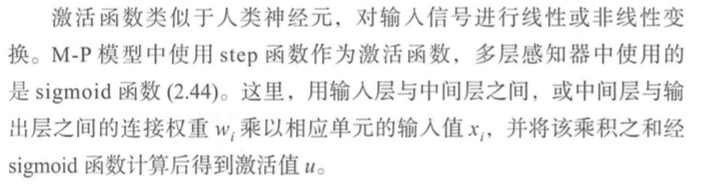 激活函数类似于人类神经元，对输入信号进行线性或非线性变
换。M-P 模型中使用 step 函数作为激活函数，多层感知器中使用的
是 sigmoid 函数 (2.44)。这里，用输入层与中间层之间，或中间层与输
出层之间的连接权重 wᵢ 乘以相应单元的输入值 xᵢ，并将该乘积之和经
sigmoid 函数计算后得到激活值 u。